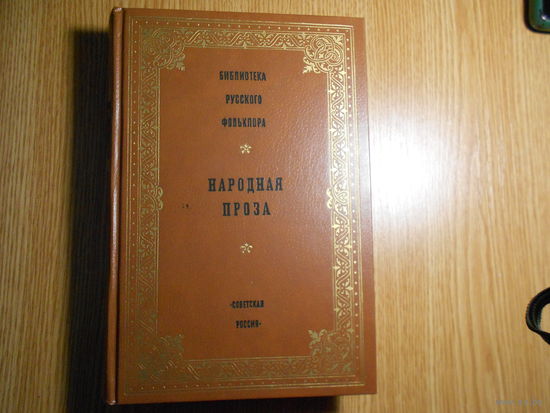 БИБЛИОТЕКА
РУССКОГО
ФОЛЬКЛОРА
НАРОДНАЯ
ПРОЗА
«СОВЕТСКАЯ
РОССИЯ»